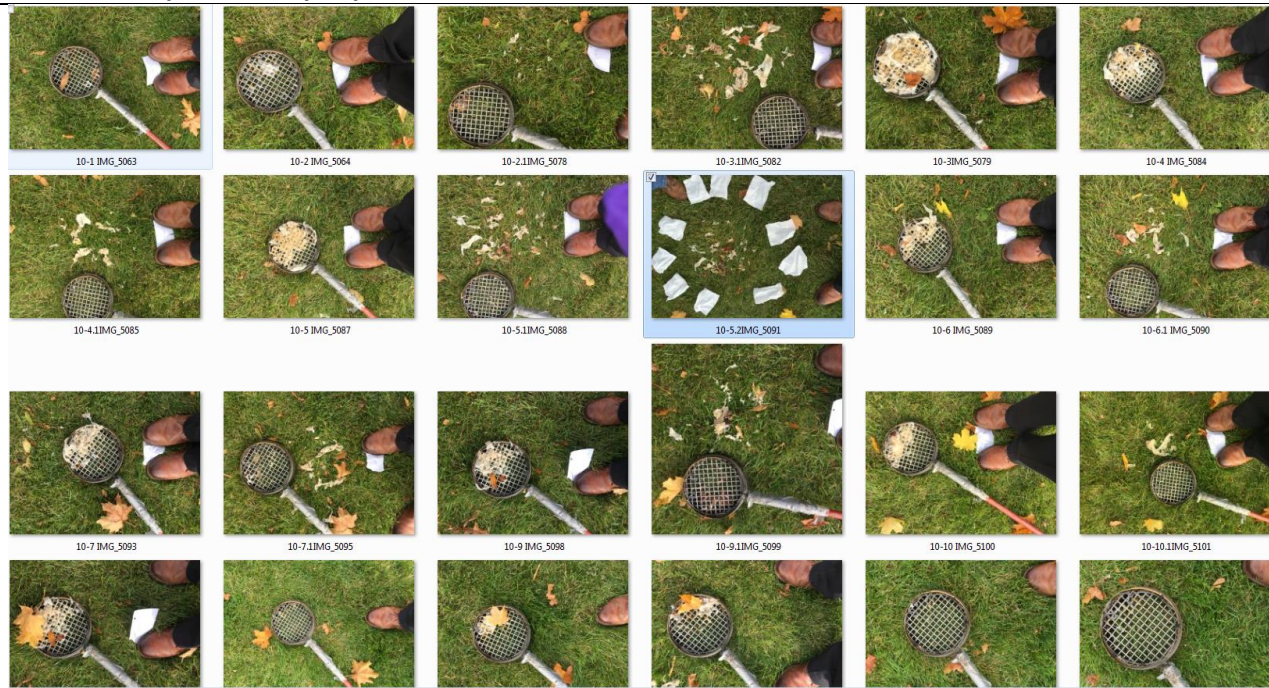 10-1 IMG_5063
10-2 IMG_5064
10-2.1IMG_5078
10-3.1IMG_5082
10-3IMG_5079
10-4 IMG_5084
10-4.1IMG_5085
10-5 IMG_5087
10-5.1IMG_5088
10-5.2IMG_5091
10-6 IMG_5089
10-6.1 IMG_5090
10-7 IMG_5093
10-7.1IMG_5095
10-9 IMG_5098
10-9.1IMG_5099
10-10 IMG_5100
10-10.1IMG_5101